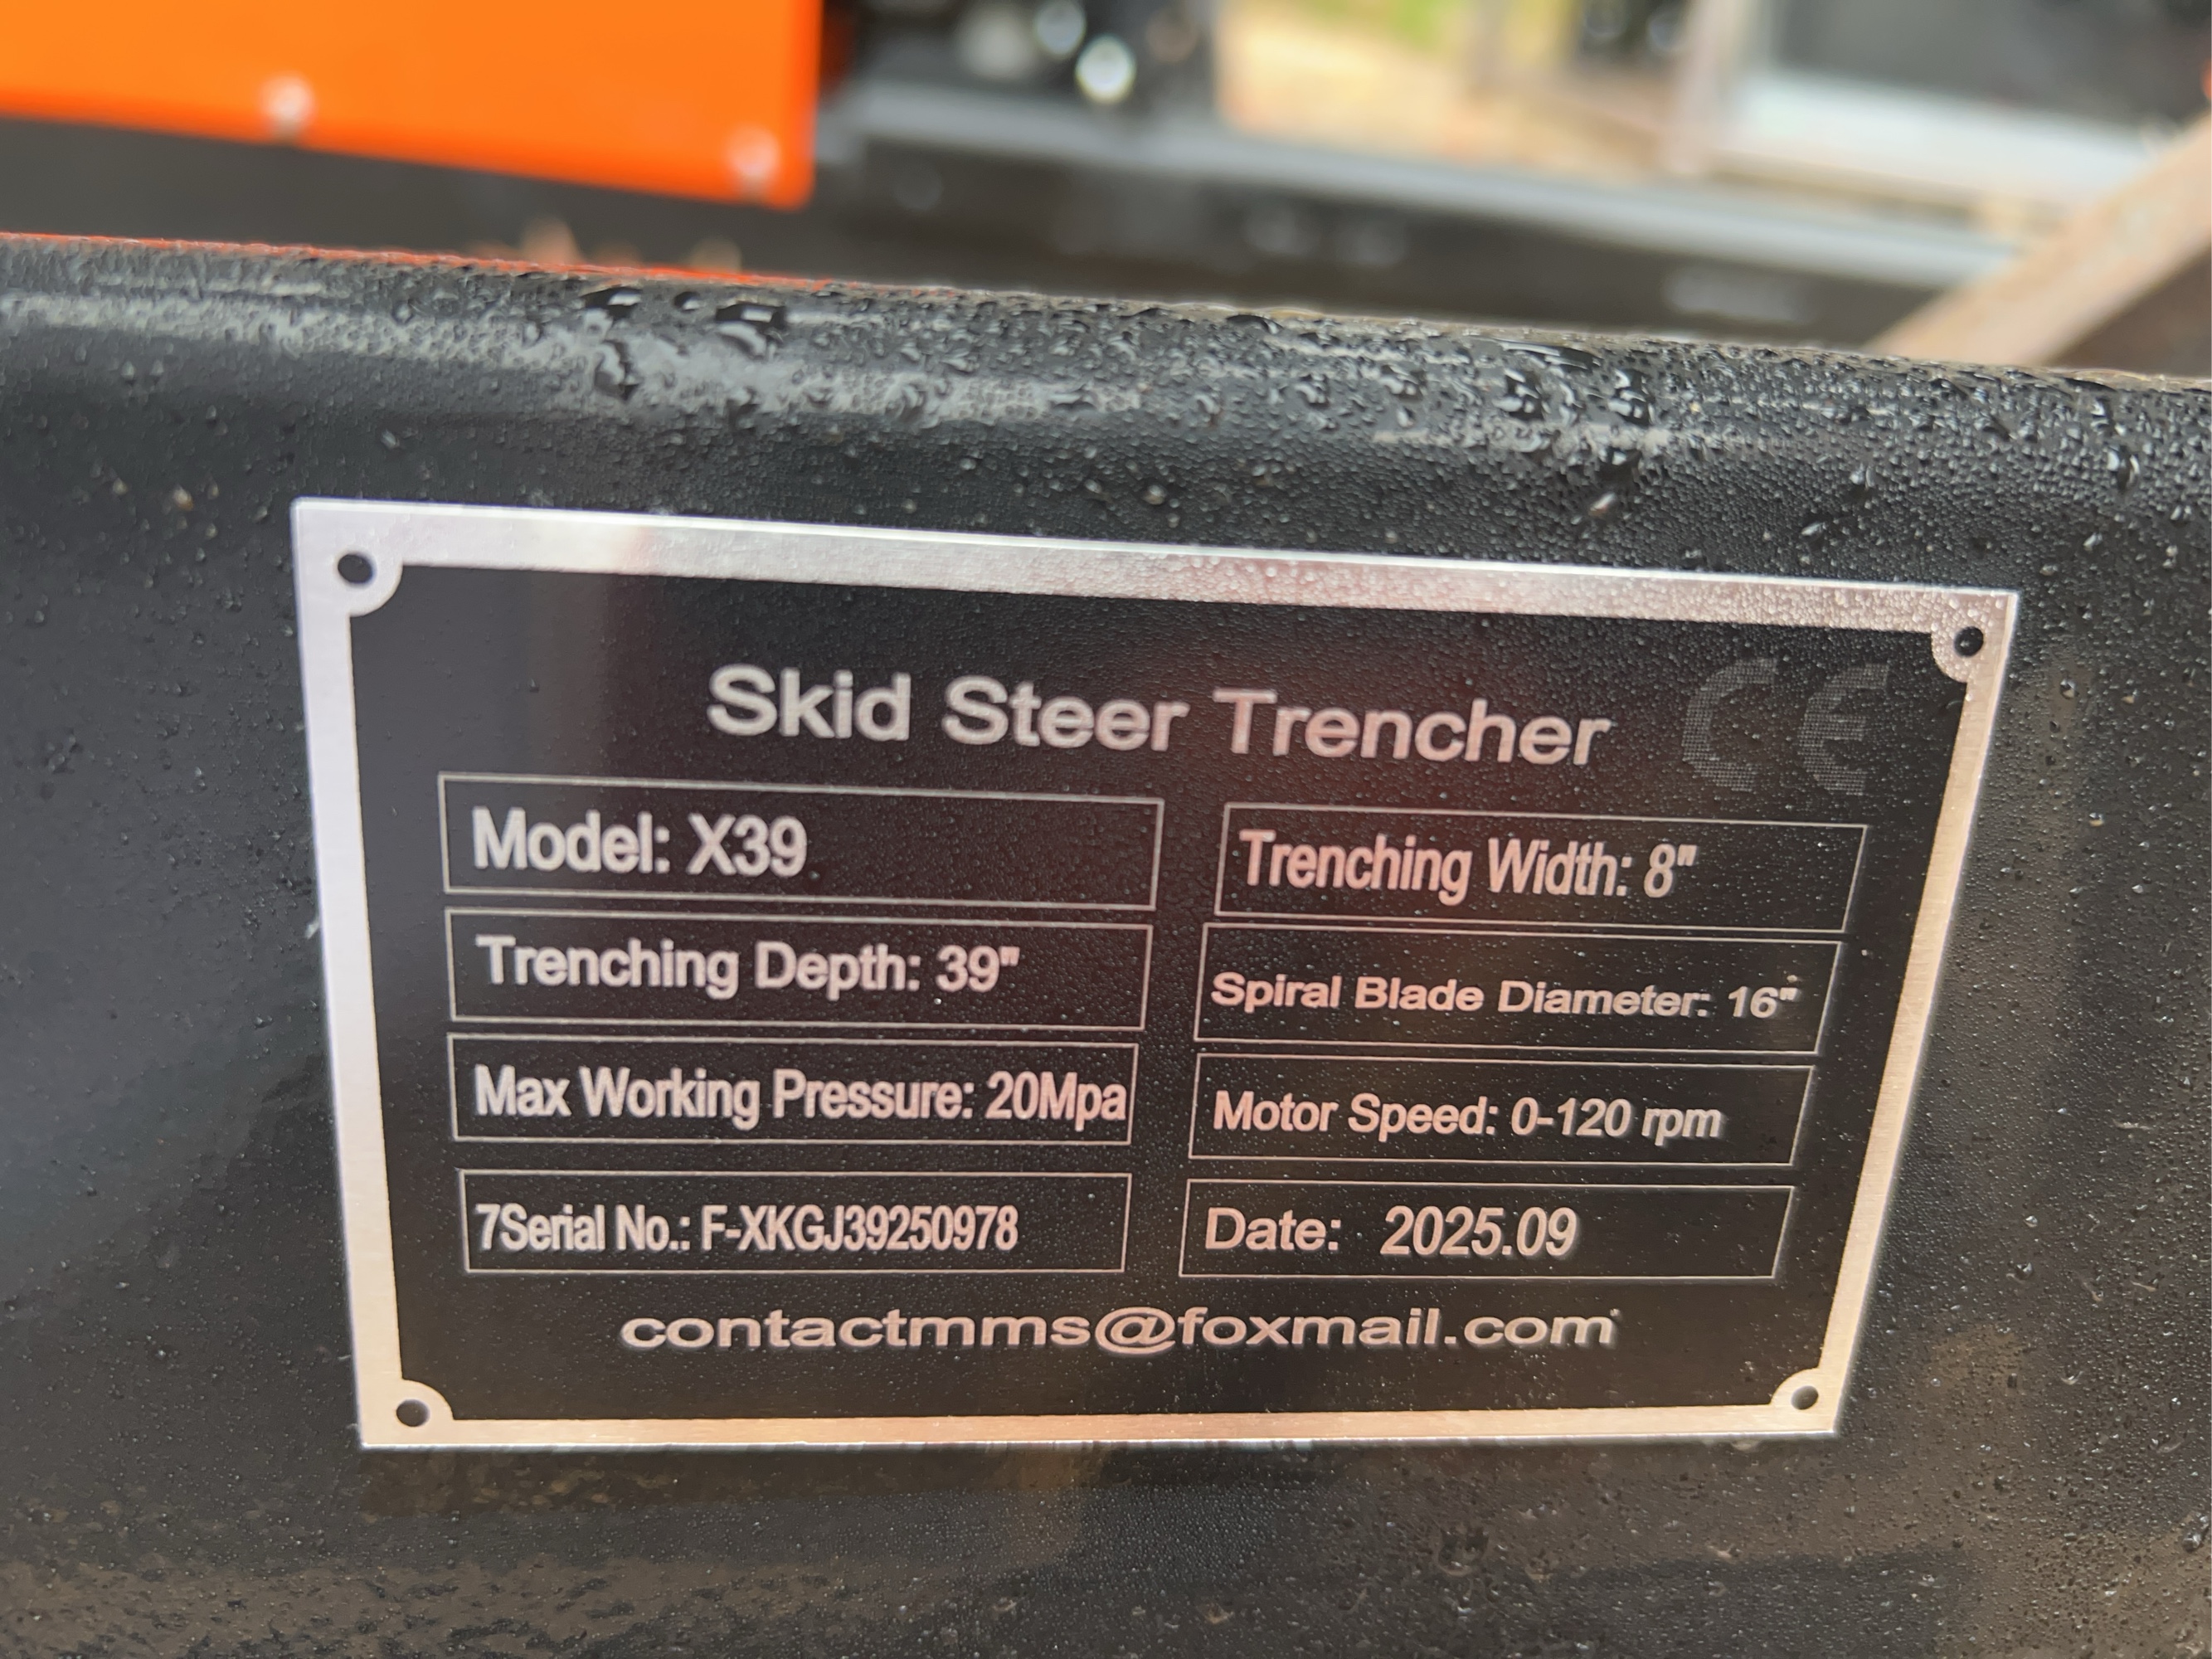 Skid Steer Trencher
CE
Model: X39
Trenching Width: 8"
Trenching Depth: 39"
Spiral Blade Diameter: 16"
Max Working Pressure: 20Mpa
Motor Speed: 0-120 rpm
7Serial No.: F-XKGJ39250978
Date: 2025.09
contactmms@foxmail.com